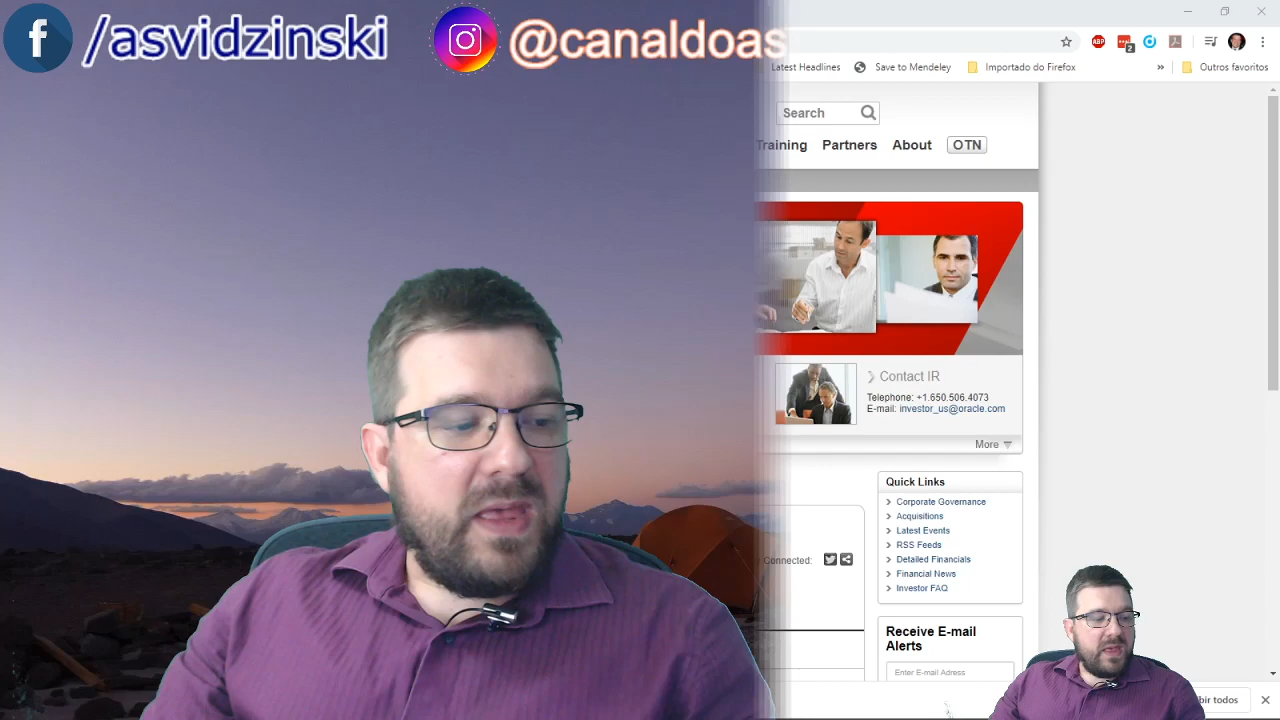 f /asvidzinski
@canaldoas
ABP
2
Latest Headlines
Save to Mendeley
Importado do Firefox
»
Outros favoritos
Search
Training
Partners
About
OTN
Contact IR
Telephone: +1.650.506.4073
E-mail: investor_us@oracle.com
More
Quick Links
Corporate Governance
Acquisitions
Latest Events
RSS Feeds
Detailed Financials
Financial News
Investor FAQ
Connected:
Receive E-mail
Alerts
Enter E-mail Adress
bir todos